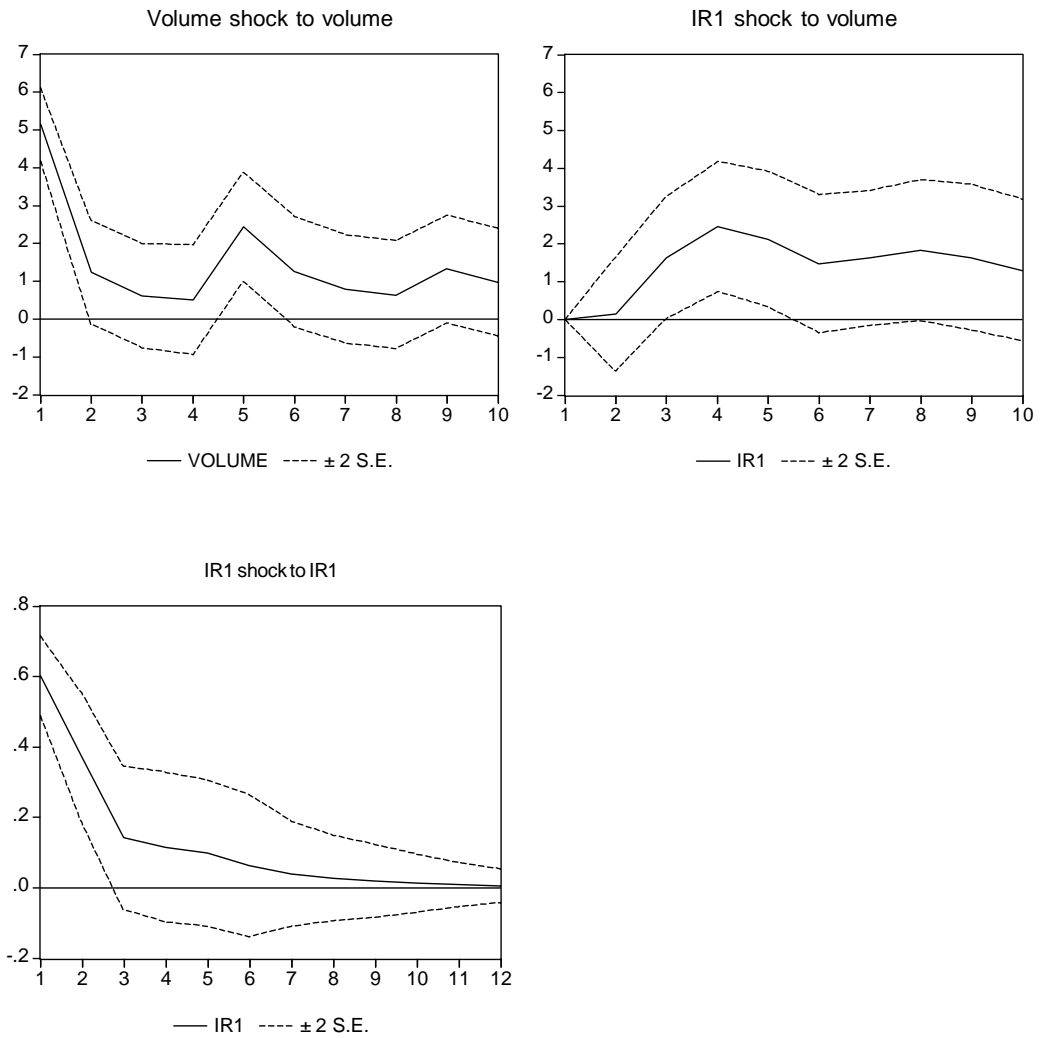 Volume shock to volume
7
6
5
4
3
2
1
0
-1
-2
1 2 3 4 5 6 7 8 9 10
VOLUME ± 2 S.E.
IR1 shock to volume
7
6
5
4
3
2
1
0
-1
-2
1 2 3 4 5 6 7 8 9 10
IR1 ± 2 S.E.
IR1 shock to IR1
.8
.6
.4
.2
.0
-.2
1 2 3 4 5 6 7 8 9 10 11 12
IR1 ± 2 S.E.